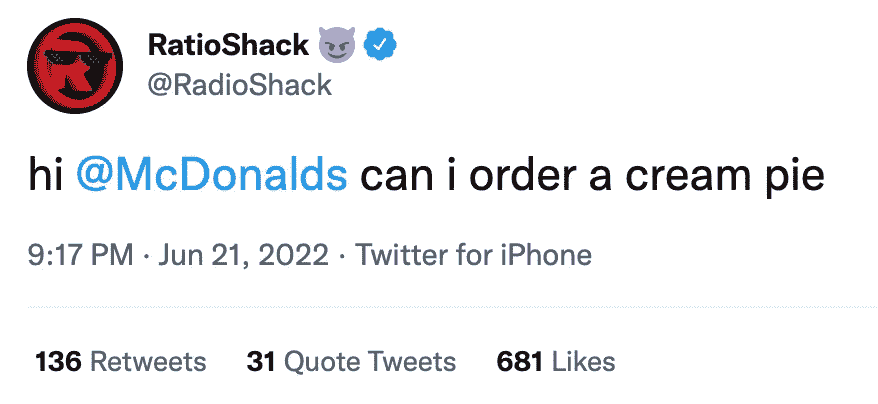 RatioShack 😈
@RadioShack
hi @McDonalds can i order a cream pie
9:17 PM · Jun 21, 2022 · Twitter for iPhone
136 Retweets 31 Quote Tweets 681 Likes